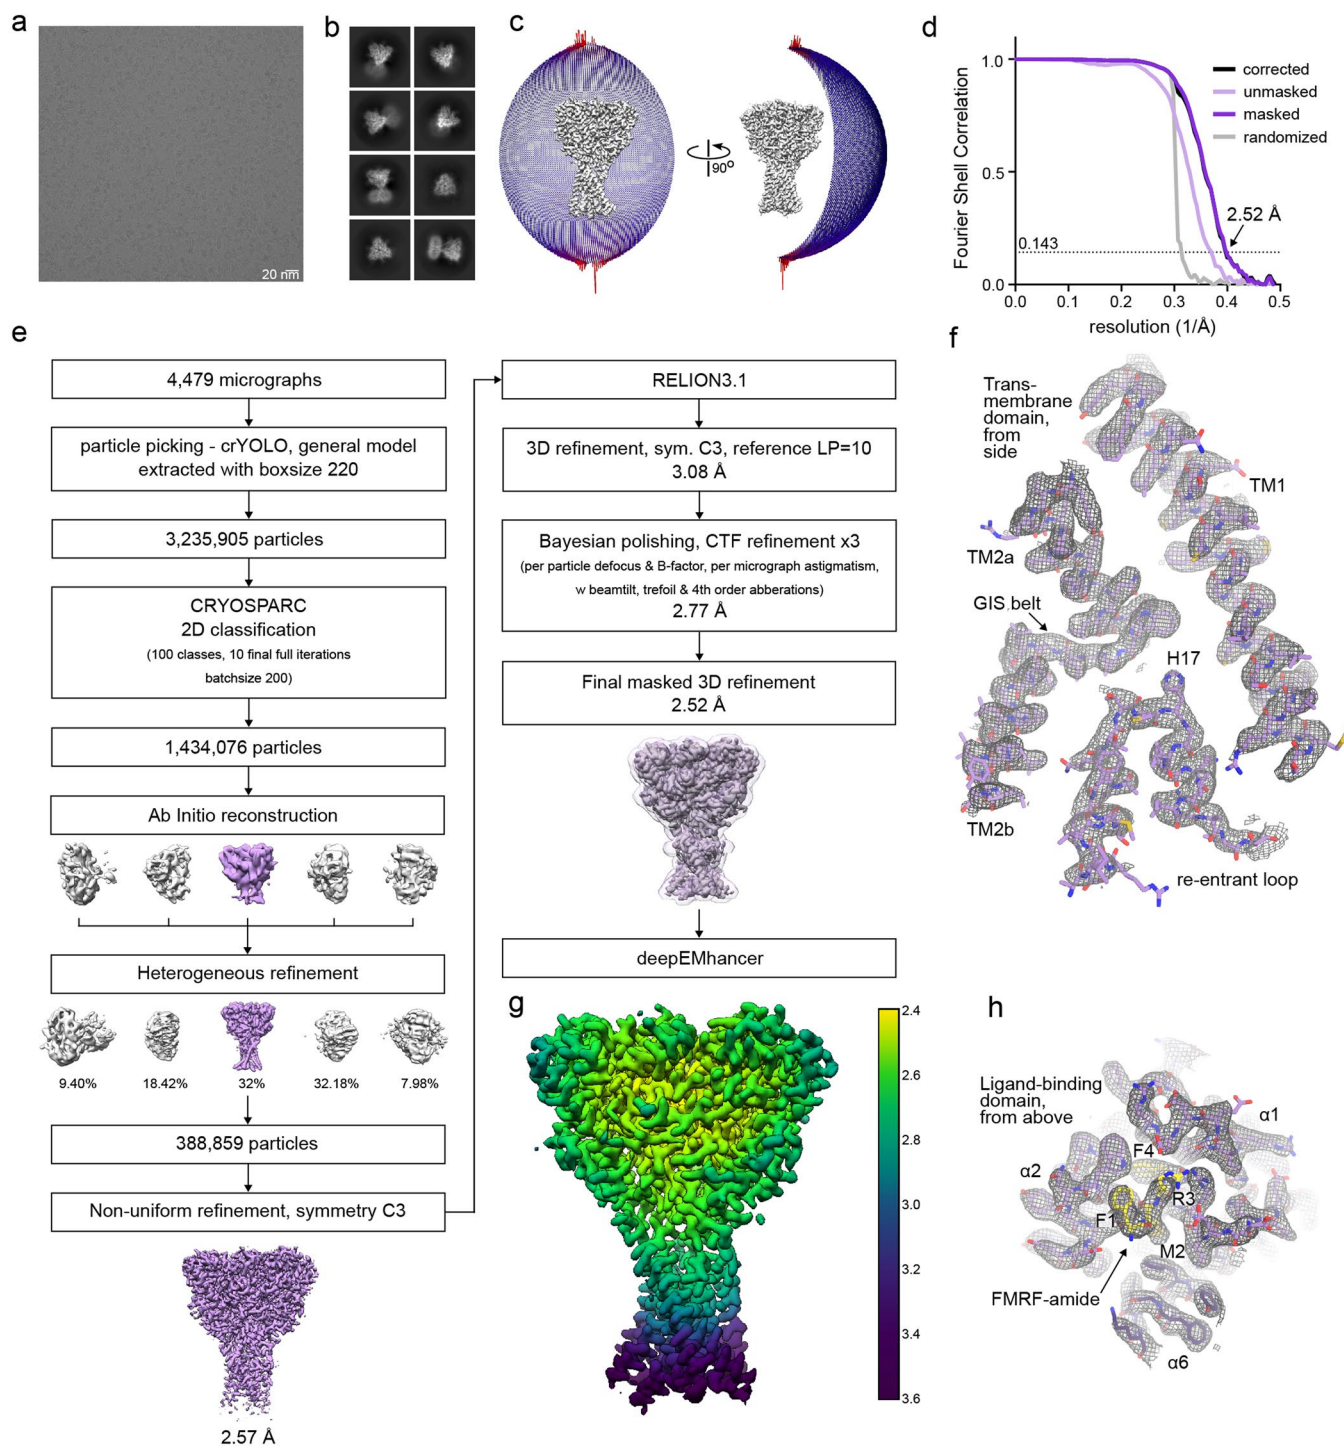 a
20 nm
b
c
90°
d
Fourier Shell Correlation
1.0
0.5
0.143
0.0
corrected
unmasked
masked
randomized
2.52 Å
0.0 0.1 0.2 0.3 0.4 0.5
resolution (1/Å)
e
4,479 micrographs
particle picking - crYOLO, general model
extracted with boxsize 220
3,235,905 particles
CRYOSPARC
2D classification
(100 classes, 10 final full iterations
batchsize 200)
1,434,076 particles
Ab Initio reconstruction
Heterogeneous refinement
9.40% 18.42% 32% 32.18% 7.98%
388,859 particles
Non-uniform refinement, symmetry C3
2.57 Å
RELION3.1
3D refinement, sym. C3, reference LP=10
3.08 Å
Bayesian polishing, CTF refinement x3
(per particle defocus & B-factor, per micrograph astigmatism,
w beamtilt, trefoil & 4th order abberations)
2.77 Å
Final masked 3D refinement
2.52 Å
deepEMhancer
f
Trans-
membrane
domain,
from
side
TM1
TM2a
GIS belt
H17
TM2b
re-entrant loop
g
2.4
2.6
2.8
3.0
3.2
3.4
3.6
h
Ligand-binding
domain,
from above
α1
F4
α2
R3
F1
M2
FMRF-amide
α6